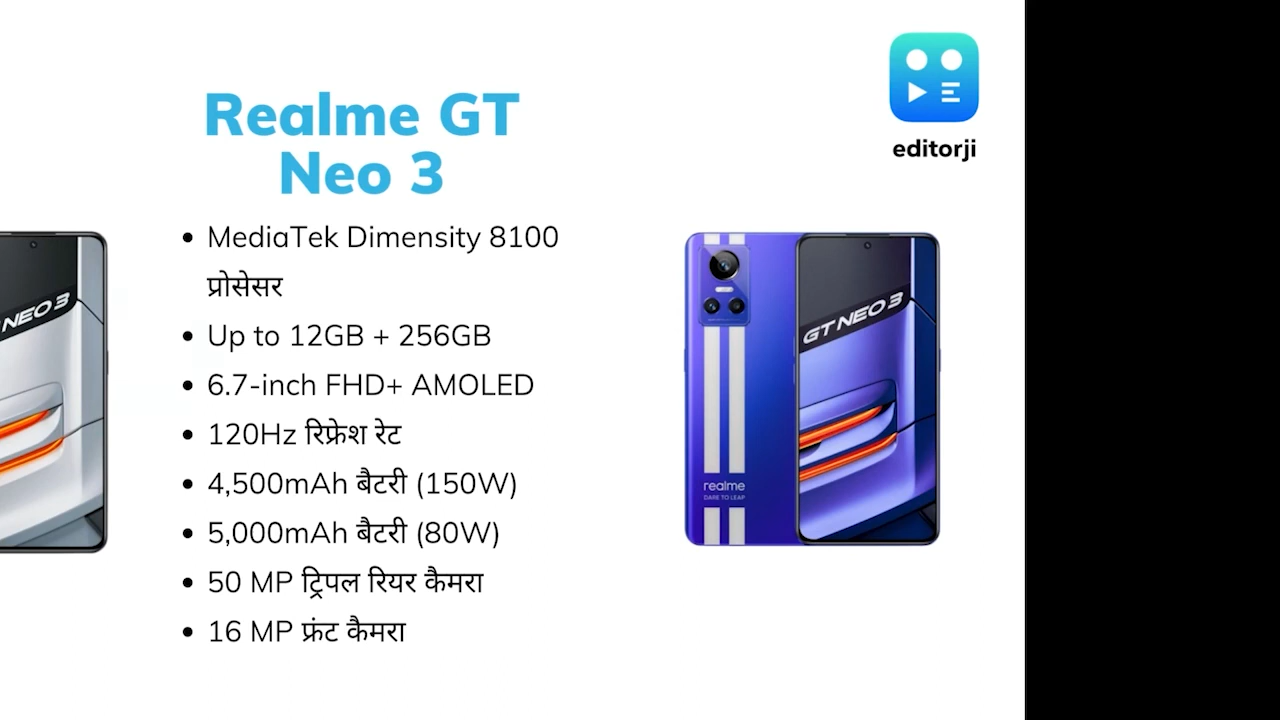 Realme GT
Neo 3
editorji
MediaTek Dimensity 8100
प्रोसेसर
Up to 12GB + 256GB
6.7-inch FHD+ AMOLED
120Hz रिफ्रेश रेट
4,500mAh बैटरी (150W)
5,000mAh बैटरी (80W)
50 MP ट्रिपल रियर कैमरा
16 MP फ्रंट कैमरा
NEO 3
GT NEO 3
realme
DARE TO LEAP